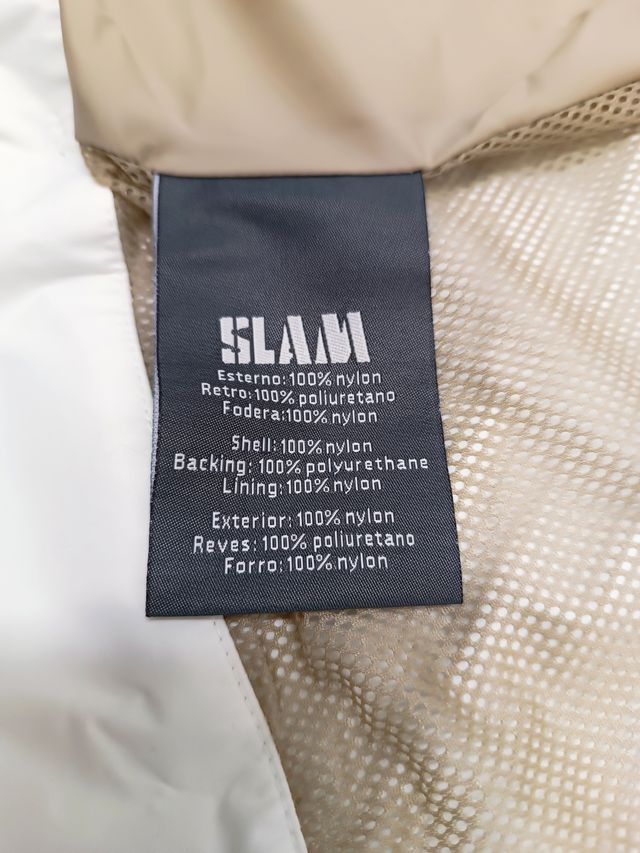 SLAM
Esterno:100% nylon
Retro:100% poliuretano
Fodera:100% nylon
Shell:100% nylon
Backing: 100% polyurethane
Lining: 100% nylon
Exterior: 100% nylon
Reves: 100% poliuretano
Forro: 100% nylon